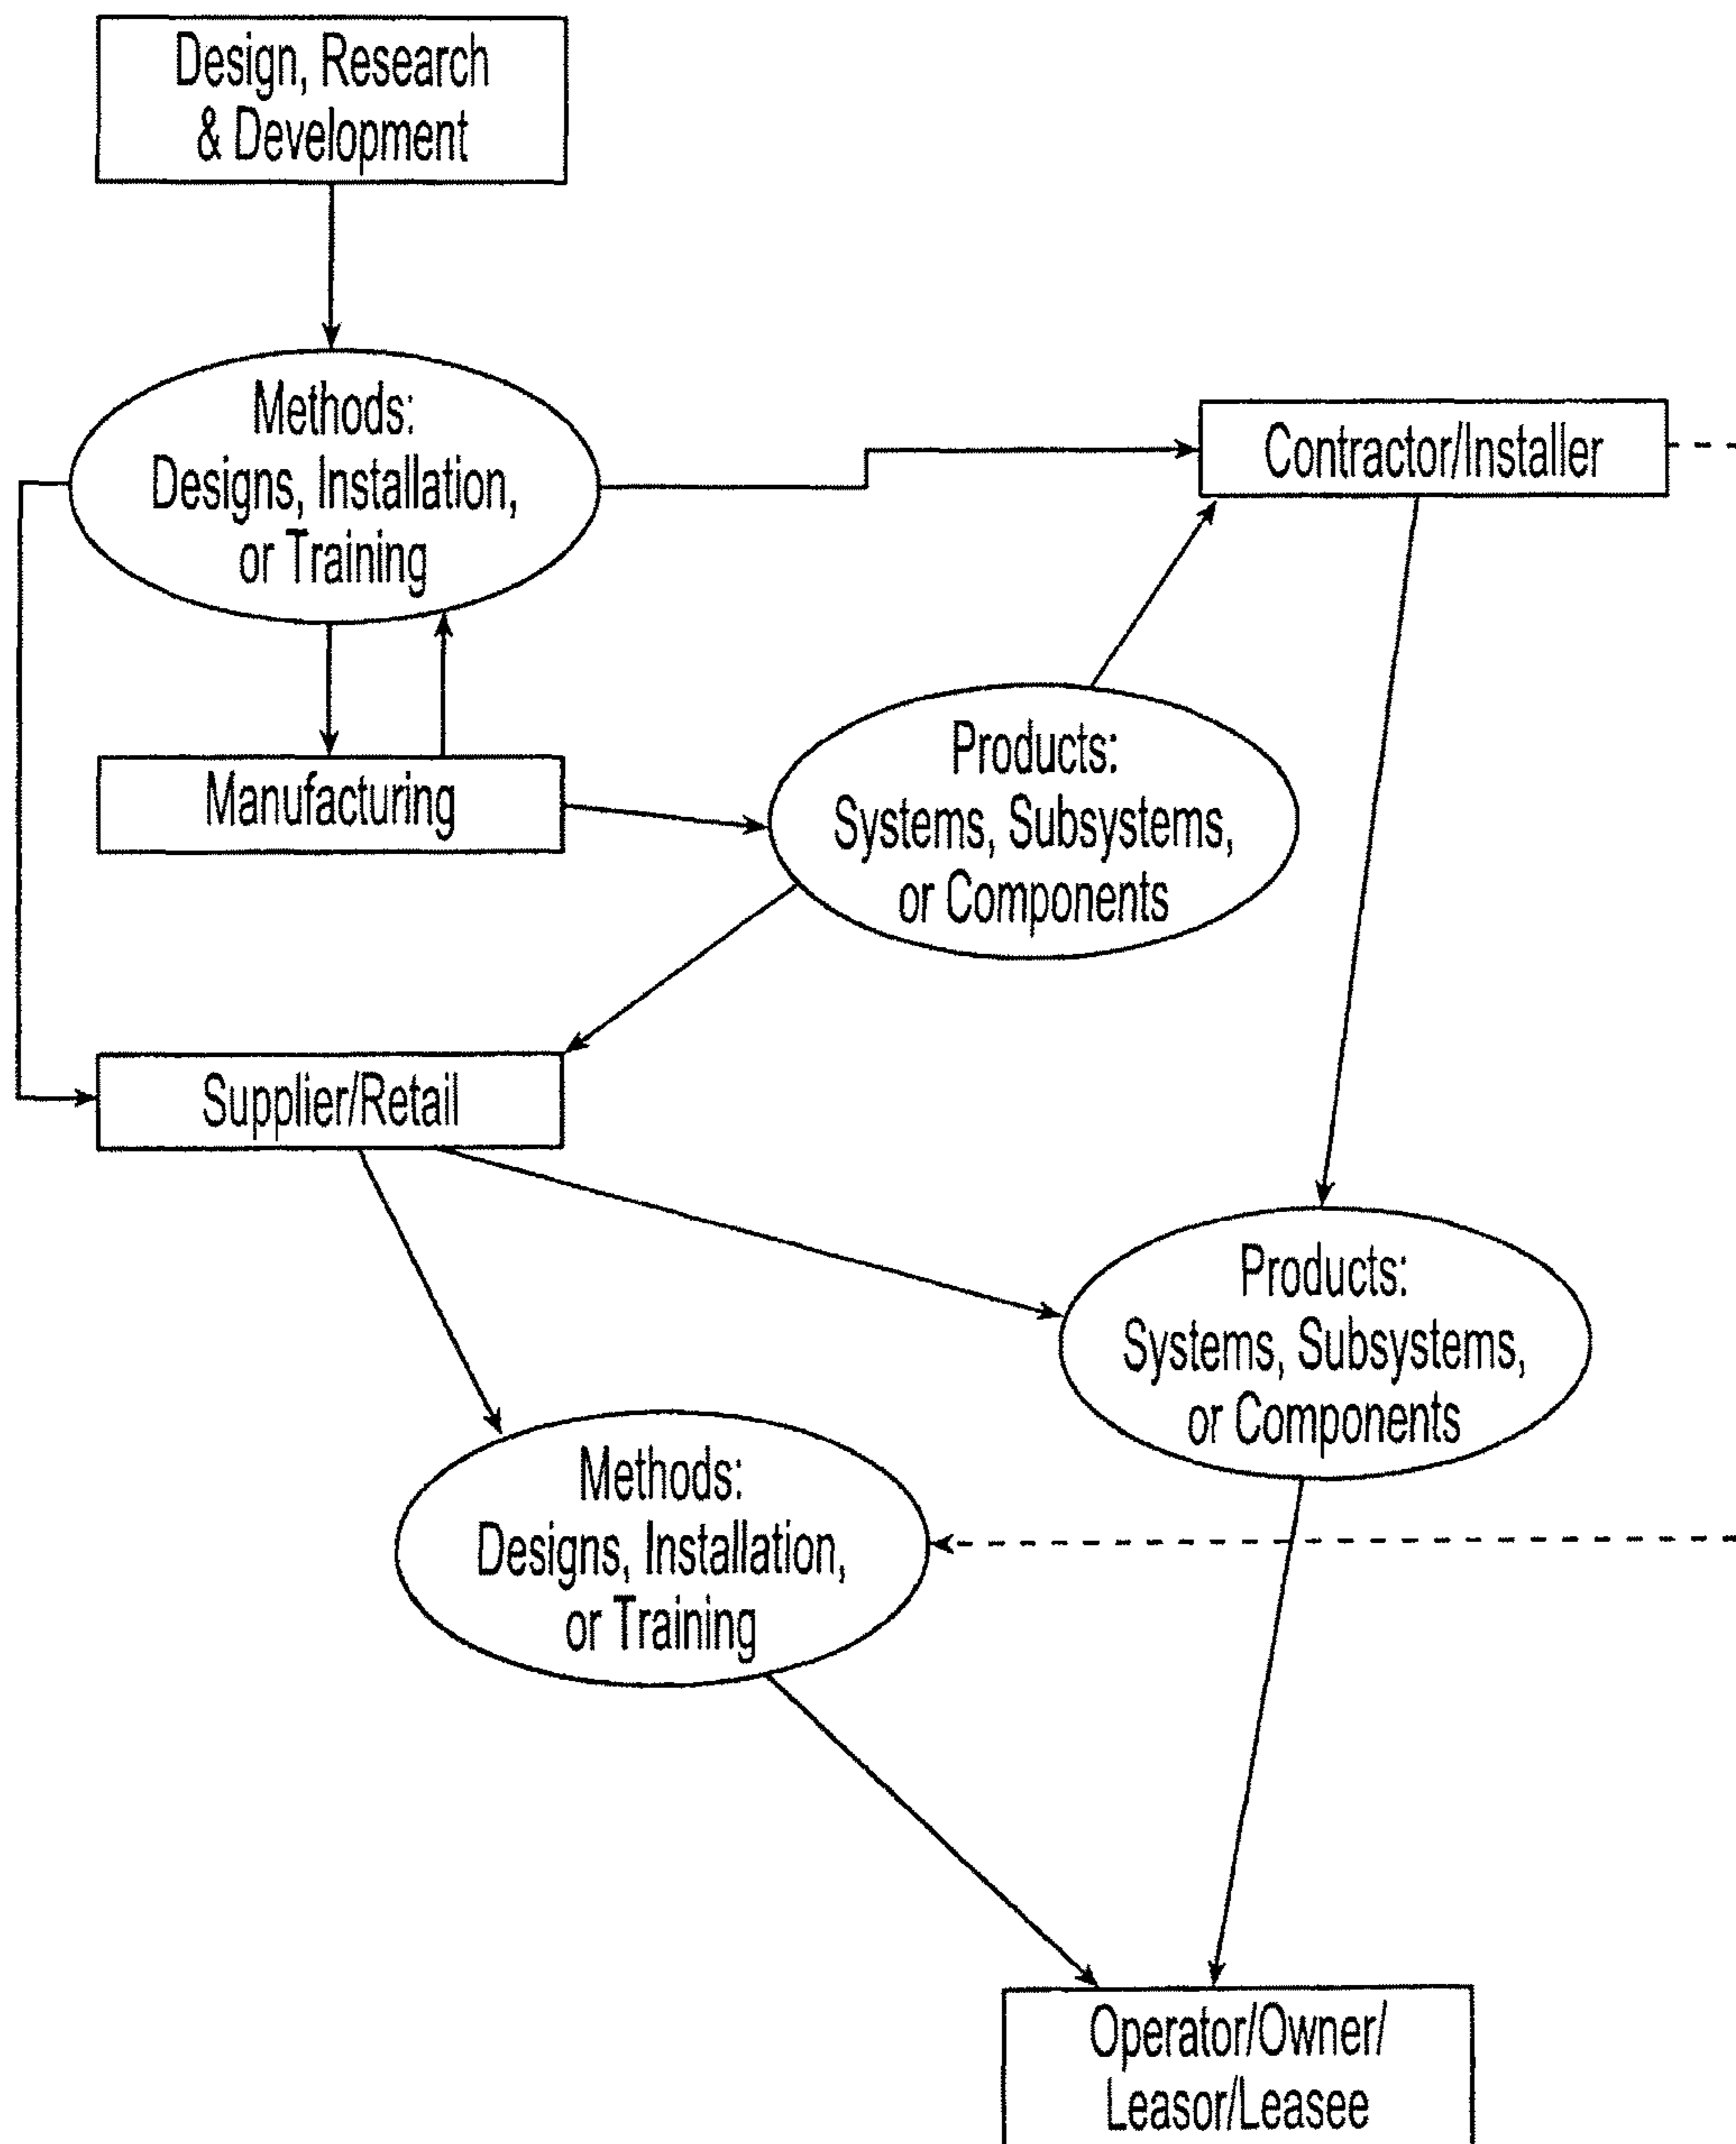 Design, Research
& Development
Methods:
Designs, Installation,
or Training
Contractor/Installer
Products:
Systems, Subsystems,
or Components
Manufacturing
Supplier/Retail
Products:
Systems, Subsystems,
or Components
Methods:
Designs, Installation,
or Training
Operator/Owner/
Leasor/Leasee